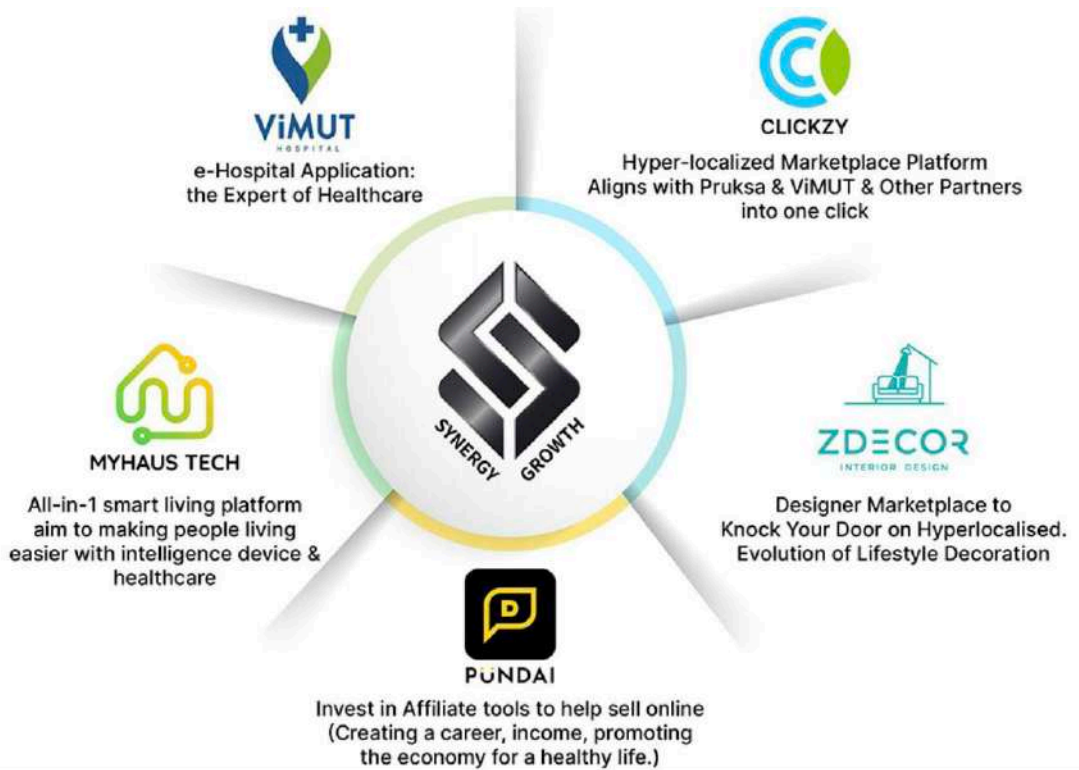 ViMUT
HOSPITAL
e-Hospital Application:
the Expert of Healthcare
CLICKZY
Hyper-localized Marketplace Platform
Aligns with Pruksa & ViMUT & Other Partners
into one click
SYNERGY GROWTH
MYHAUS TECH
All-in-1 smart living platform
aim to making people living
easier with intelligence device &
healthcare
ZDECOR
INTERIOR DESIGN
Designer Marketplace to
Knock Your Door on Hyperlocalised.
Evolution of Lifestyle Decoration
D
PÜNDAI
Invest in Affiliate tools to help sell online
(Creating a career, income, promoting
the economy for a healthy life.)